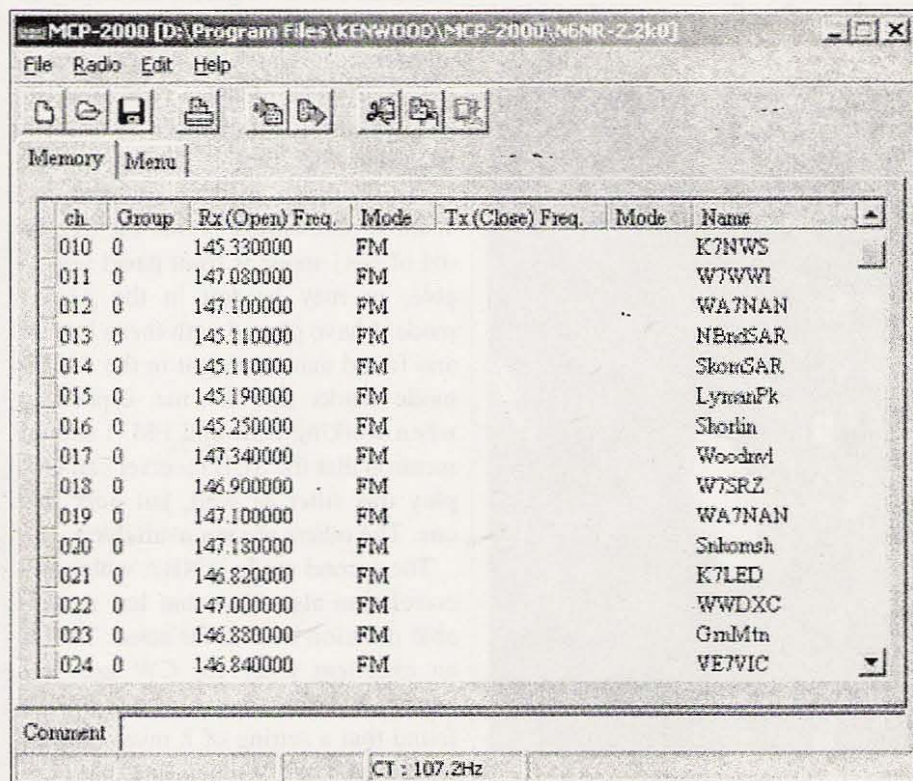 MCP-2000 [D:\Program Files\KENWOOD\MCP-2000\N6NR-2.2k0]
File Radio Edit Help
Memory Menu
ch. Group Rx (Open) Freq. Mode Tx (Close) Freq. Mode Name
010 0 145.330000 FM K7NWS
011 0 147.080000 FM W7WWI
012 0 147.100000 FM WA7NAN
013 0 145.110000 FM NBndSAR
014 0 145.110000 FM SkomSAR
015 0 145.190000 FM LymanPk
016 0 145.250000 FM Shorlin
017 0 147.340000 FM Woodnvl
018 0 146.900000 FM W7SRZ
019 0 147.100000 FM WA7NAN
020 0 147.180000 FM Snhomsh
021 0 146.820000 FM K7LED
022 0 147.000000 FM WWDXC
023 0 146.880000 FM GrnMtn
024 0 146.840000 FM VE7VIC
Comment
CT : 107.2Hz